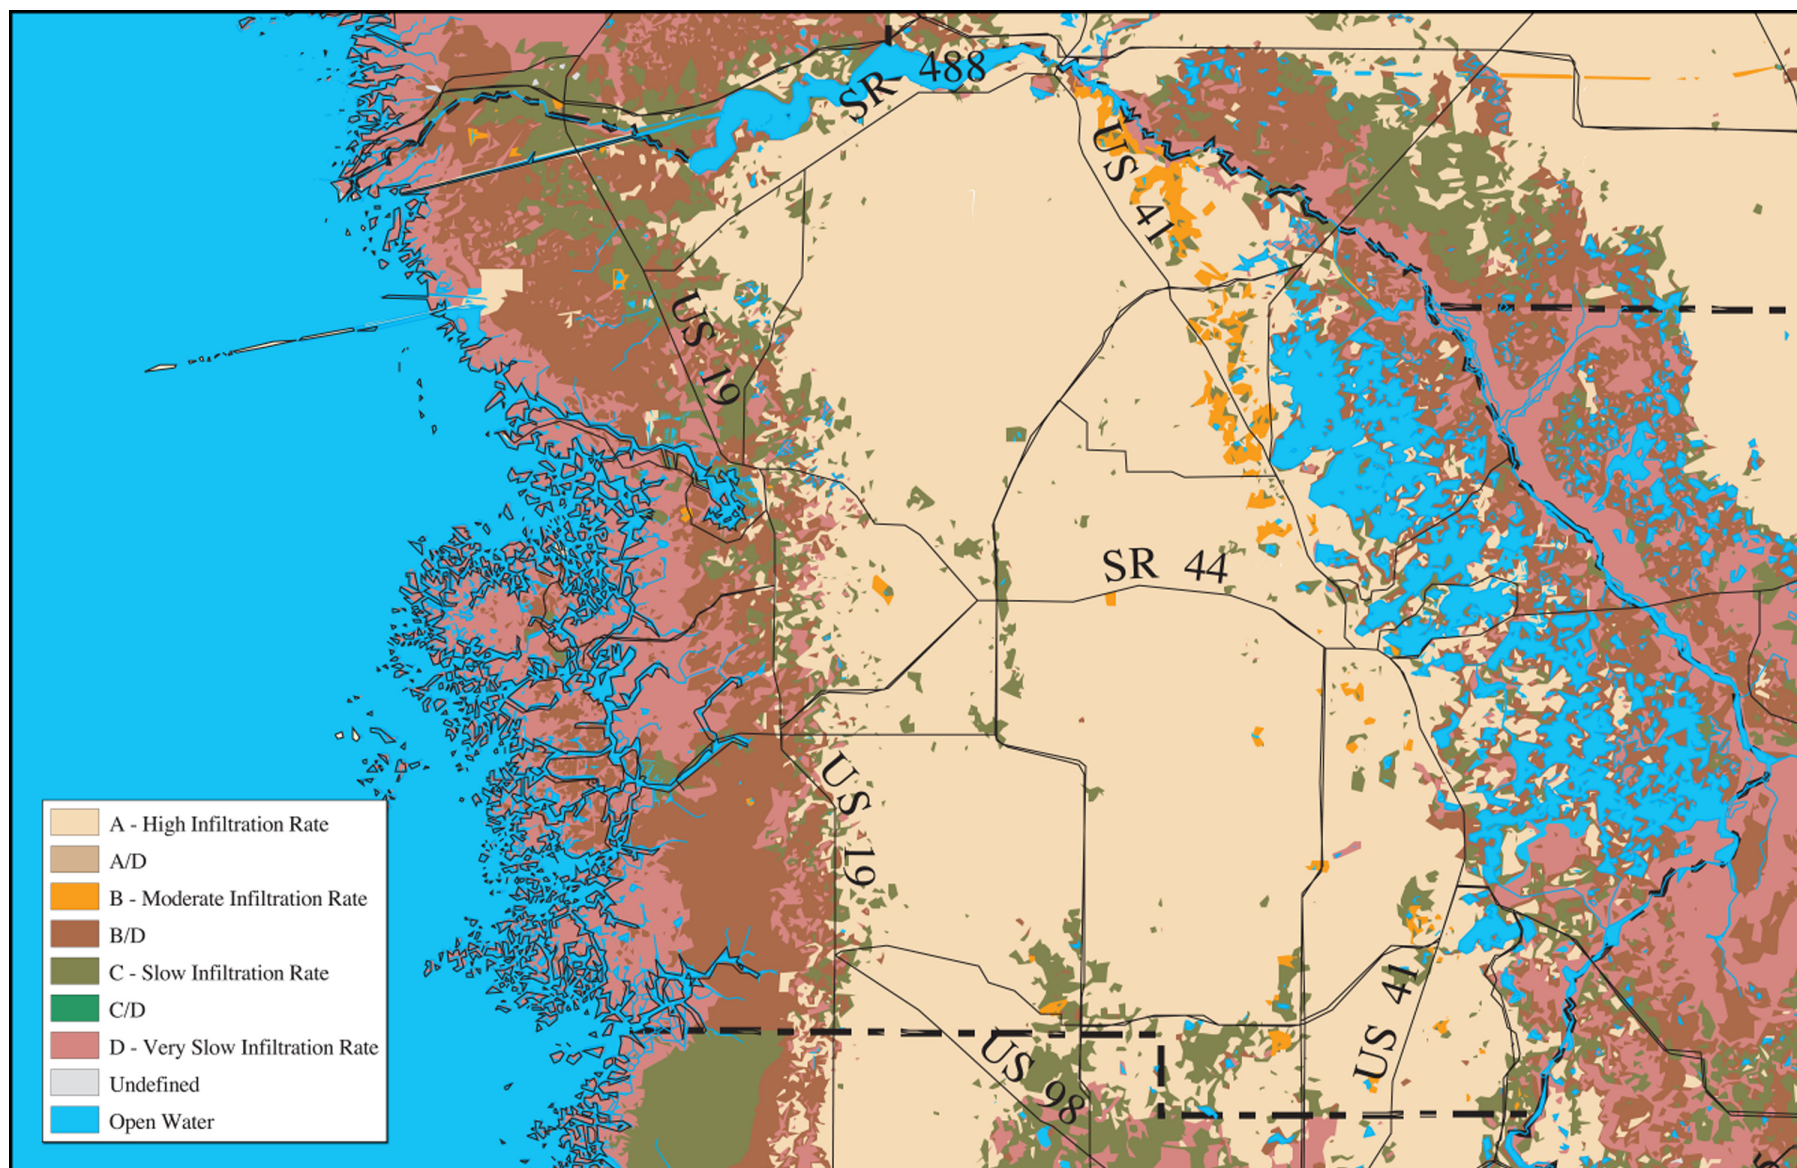 SR 488
US 41
US 19
SR 44
US 19
US 41
US 98
A - High Infiltration Rate
A/D
B - Moderate Infiltration Rate
B/D
C - Slow Infiltration Rate
C/D
D - Very Slow Infiltration Rate
Undefined
Open Water